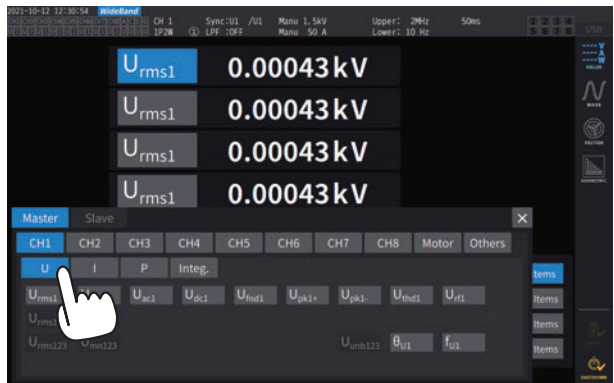 2021-10-12 12:30:54 WideBand
CH 1 Sync:U1 /U1 Manu 1.5kV Upper: 2MHz 50ms
1P2W ① LPF :OFF Manu 50 A Lower: 10 Hz
USB
Urms1 0.00043kV
VALUE
Urms1 0.00043kV
WAVE
Urms1 0.00043kV
VECTOR
Urms1 0.00043kV
HARMONIC
Master Slave ×
CH1 CH2 CH3 CH4 CH5 CH6 CH7 CH8 Motor Others
U I P Integ.
Items
Urms1 Uac1 Udc1 Ufnd1 Upk1+ Upk1- Uthd1 Urf1
Items
Urms1
Items
Urms123 Umn123 Uunb123 θU1 fU1
Items